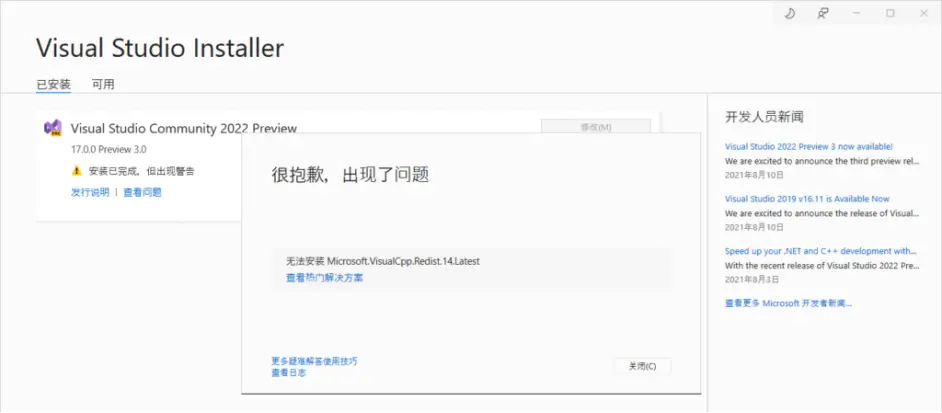 Visual Studio Installer
已安装 可用
Visual Studio Community 2022 Preview
修改(M)
17.0.0 Preview 3.0
安装已完成，但出现警告
发行说明 | 查看问题
很抱歉，出现了问题
无法安装 Microsoft.VisualCpp.Redist.14.Latest
查看热门解决方案
更多疑难解答使用技巧
查看日志
关闭(C)
开发人员新闻
Visual Studio 2022 Preview 3 now available!
We are excited to announce the third preview rel...
2021年8月10日
Visual Studio 2019 v16.11 is Available Now
We are excited to announce the release of Visual...
2021年8月10日
Speed up your .NET and C++ development with...
With the recent release of Visual Studio 2022 Pre...
2021年8月3日
查看更多 Microsoft 开发者新闻...